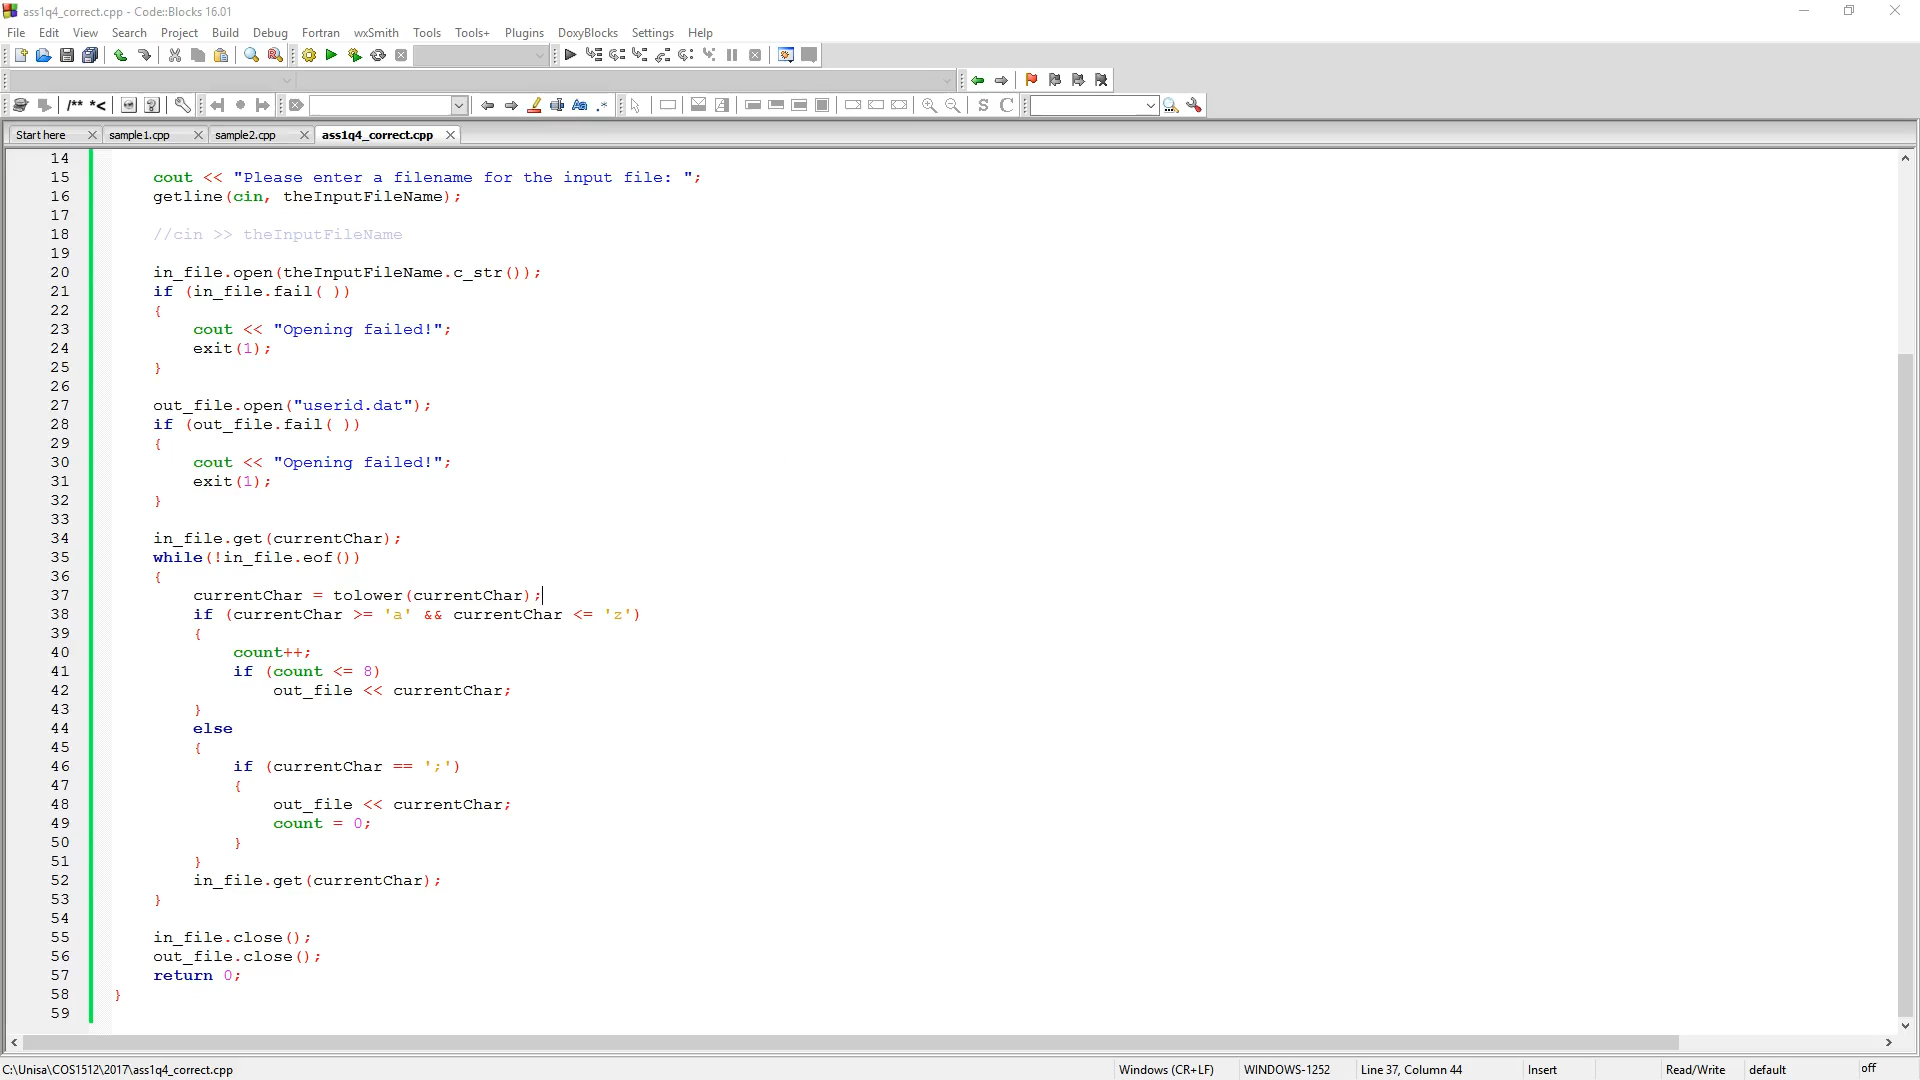 ass1q4_correct.cpp - Code::Blocks 16.01
File Edit View Search Project Build Debug Fortran wxSmith Tools Tools+ Plugins DoxyBlocks Settings Help
/** *<
S C
Start here sample1.cpp sample2.cpp ass1q4_correct.cpp
14
15 cout << "Please enter a filename for the input file: ";
16 getline(cin, theInputFileName);
17
18 //cin >> theInputFileName
19
20 in_file.open(theInputFileName.c_str());
21 if (in_file.fail( ))
22 {
23 cout << "Opening failed!";
24 exit(1);
25 }
26
27 out_file.open("userid.dat");
28 if (out_file.fail( ))
29 {
30 cout << "Opening failed!";
31 exit(1);
32 }
33
34 in_file.get(currentChar);
35 while(!in_file.eof())
36 {
37 currentChar = tolower(currentChar);
38 if (currentChar >= 'a' && currentChar <= 'z')
39 {
40 count++;
41 if (count <= 8)
42 out_file << currentChar;
43 }
44 else
45 {
46 if (currentChar == ';')
47 {
48 out_file << currentChar;
49 count = 0;
50 }
51 }
52 in_file.get(currentChar);
53 }
54
55 in_file.close();
56 out_file.close();
57 return 0;
58 }
59
C:\Unisa\COS1512\2017\ass1q4_correct.cpp Windows (CR+LF) WINDOWS-1252 Line 37, Column 44 Insert Read/Write default off